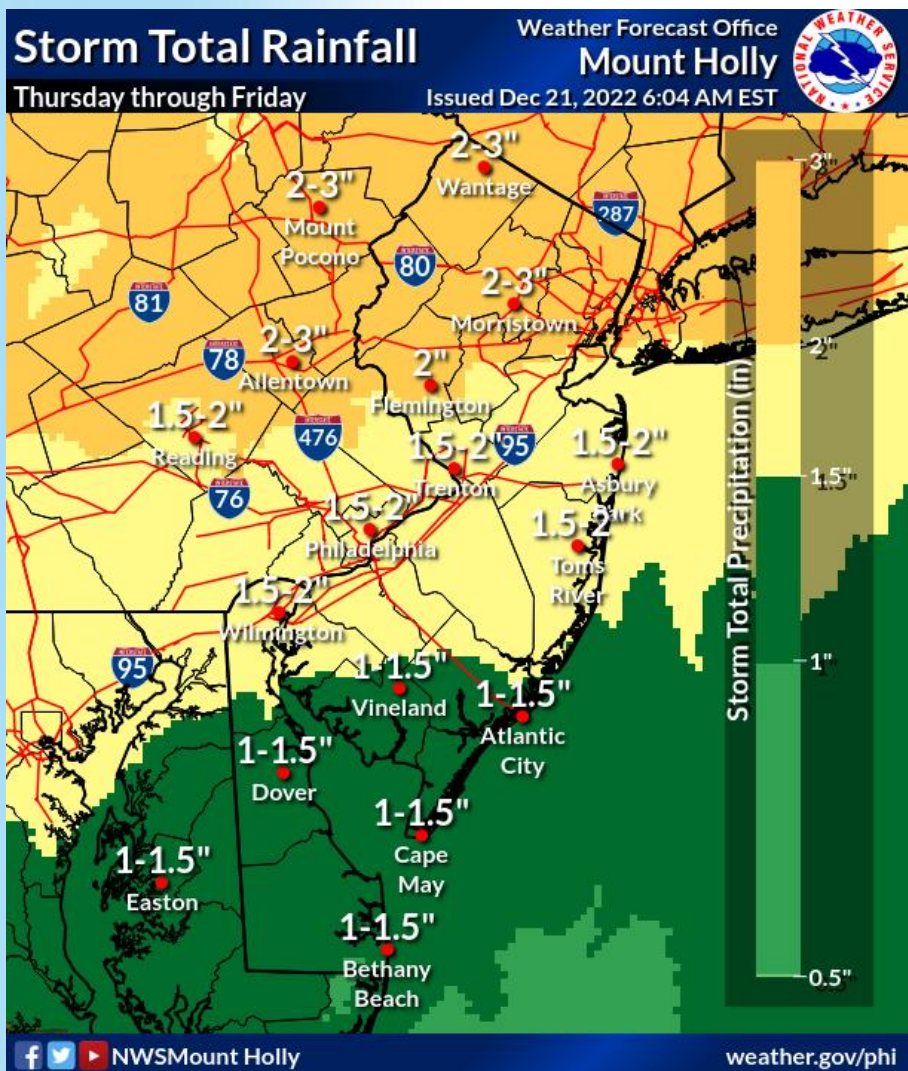 Storm Total Rainfall
Thursday through Friday
Weather Forecast Office
Mount Holly
Issued Dec 21, 2022 6:04 AM EST
NATIONAL WEATHER SERVICE
2-3"
Wantage
2-3"
Mount
Pocono
287
80
81
2-3"
Morristown
78
2-3"
Allentown
2"
Flemington
1.5-2"
Reading
476
95
1.5-2"
Trenton
1.5-2"
Asbury
Park
76
1.5-2"
Philadelphia
1.5-2"
Toms
River
1.5-2"
Wilmington
95
1-1.5"
Vineland
1-1.5"
Atlantic
City
1-1.5"
Dover
1-1.5"
Cape
May
1-1.5"
Easton
1-1.5"
Bethany
Beach
Storm Total Precipitation (in)
3"
2"
1.5"
1"
0.5"
NWSMount Holly
weather.gov/phi